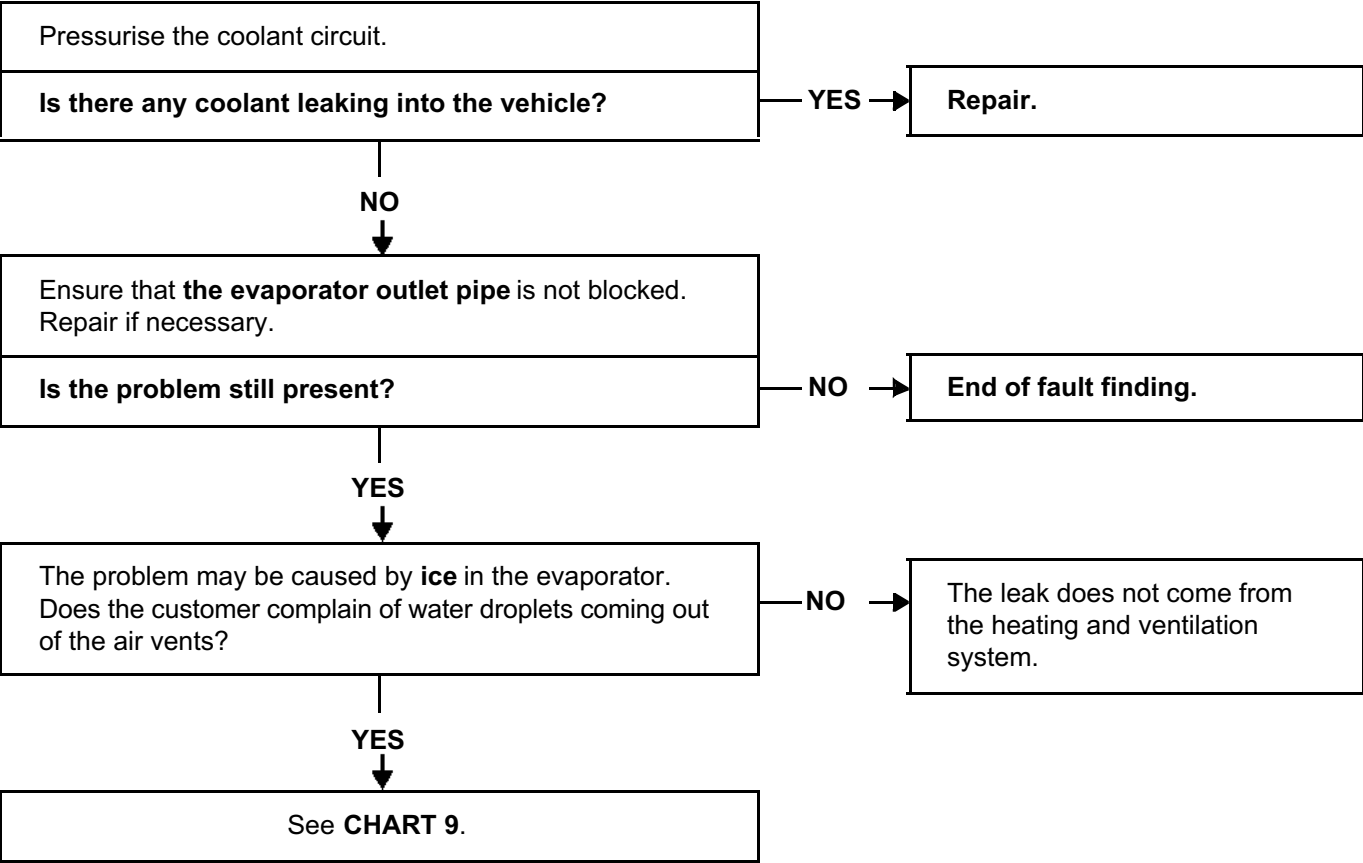 Pressurise the coolant circuit.
Is there any coolant leaking into the vehicle?
YES
Repair.
NO
Ensure that the evaporator outlet pipe is not blocked.
Repair if necessary.
Is the problem still present?
NO
End of fault finding.
YES
The problem may be caused by ice in the evaporator.
Does the customer complain of water droplets coming out
of the air vents?
NO
The leak does not come from
the heating and ventilation
system.
YES
See CHART 9.